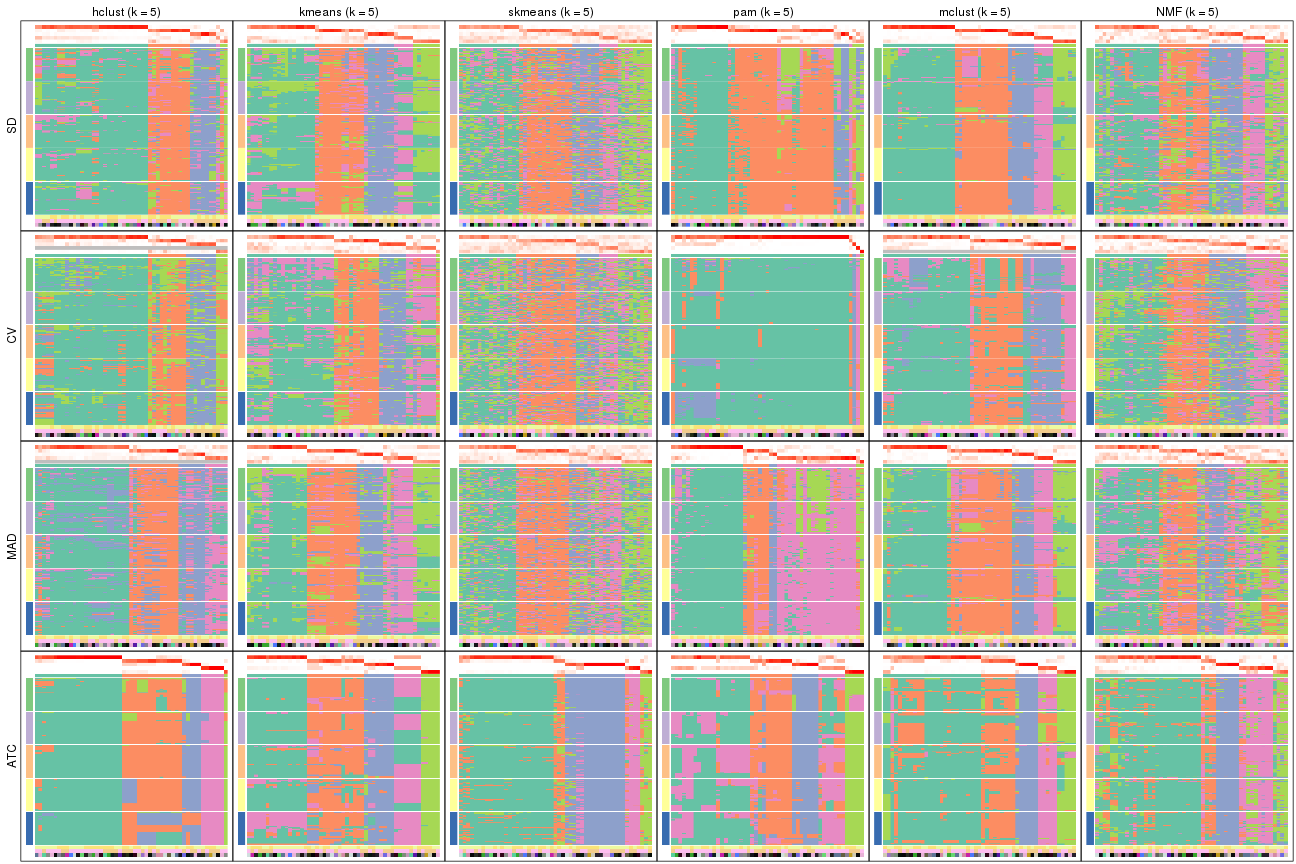 hclust (k = 5) kmeans (k = 5) skmeans (k = 5) pam (k = 5) mclust (k = 5) NMF (k = 5)
SD
CV
MAD
ATC